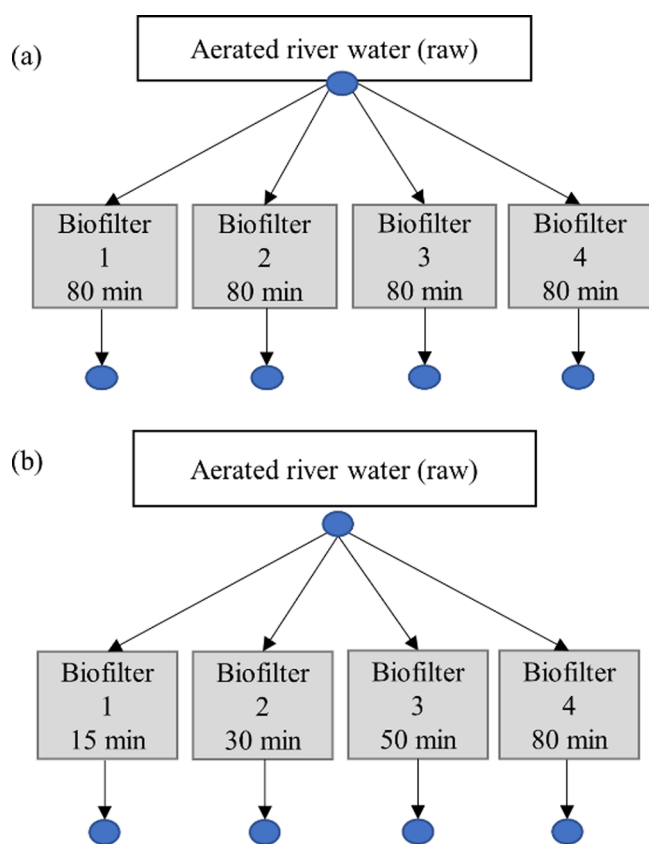 (a)
Aerated river water (raw)
Biofilter
1
80 min
Biofilter
2
80 min
Biofilter
3
80 min
Biofilter
4
80 min
(b)
Aerated river water (raw)
Biofilter
1
15 min
Biofilter
2
30 min
Biofilter
3
50 min
Biofilter
4
80 min